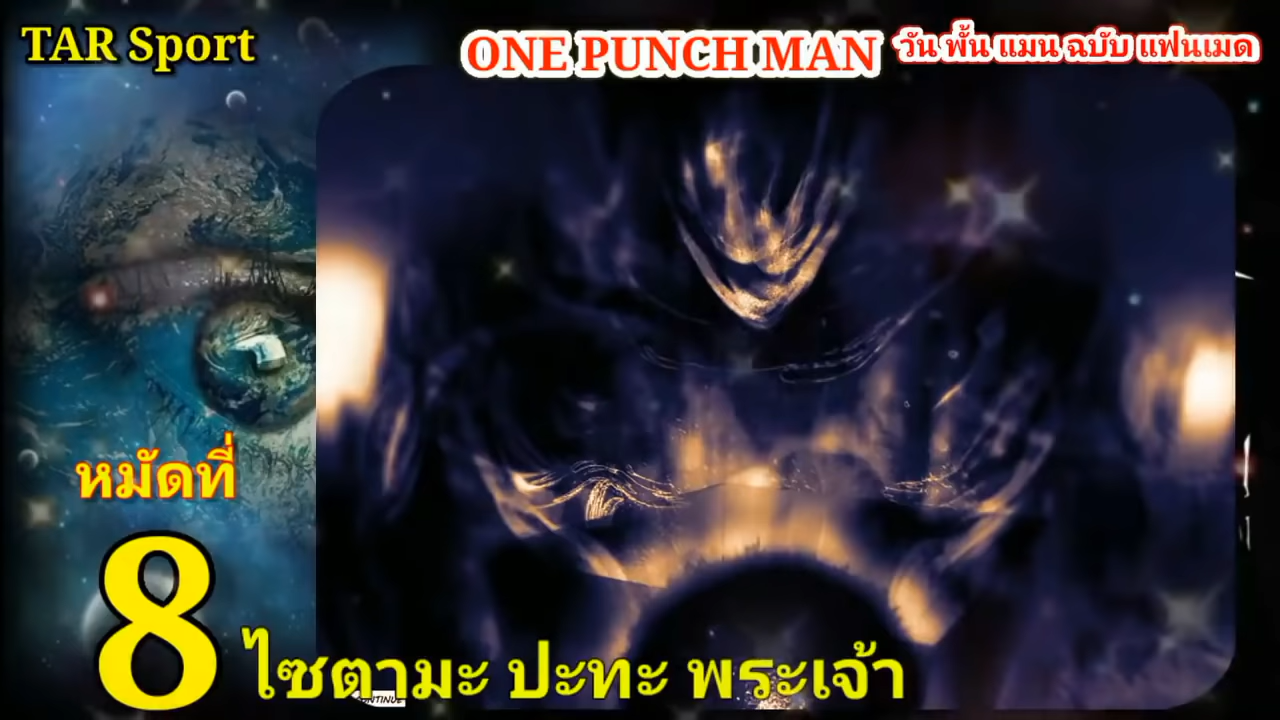 TAR Sport
ONE PUNCH MAN วัน พั้น แมน ฉบับ แฟนเมด
หมัดที่
8
ไซตามะ ปะทะ พระเจ้า